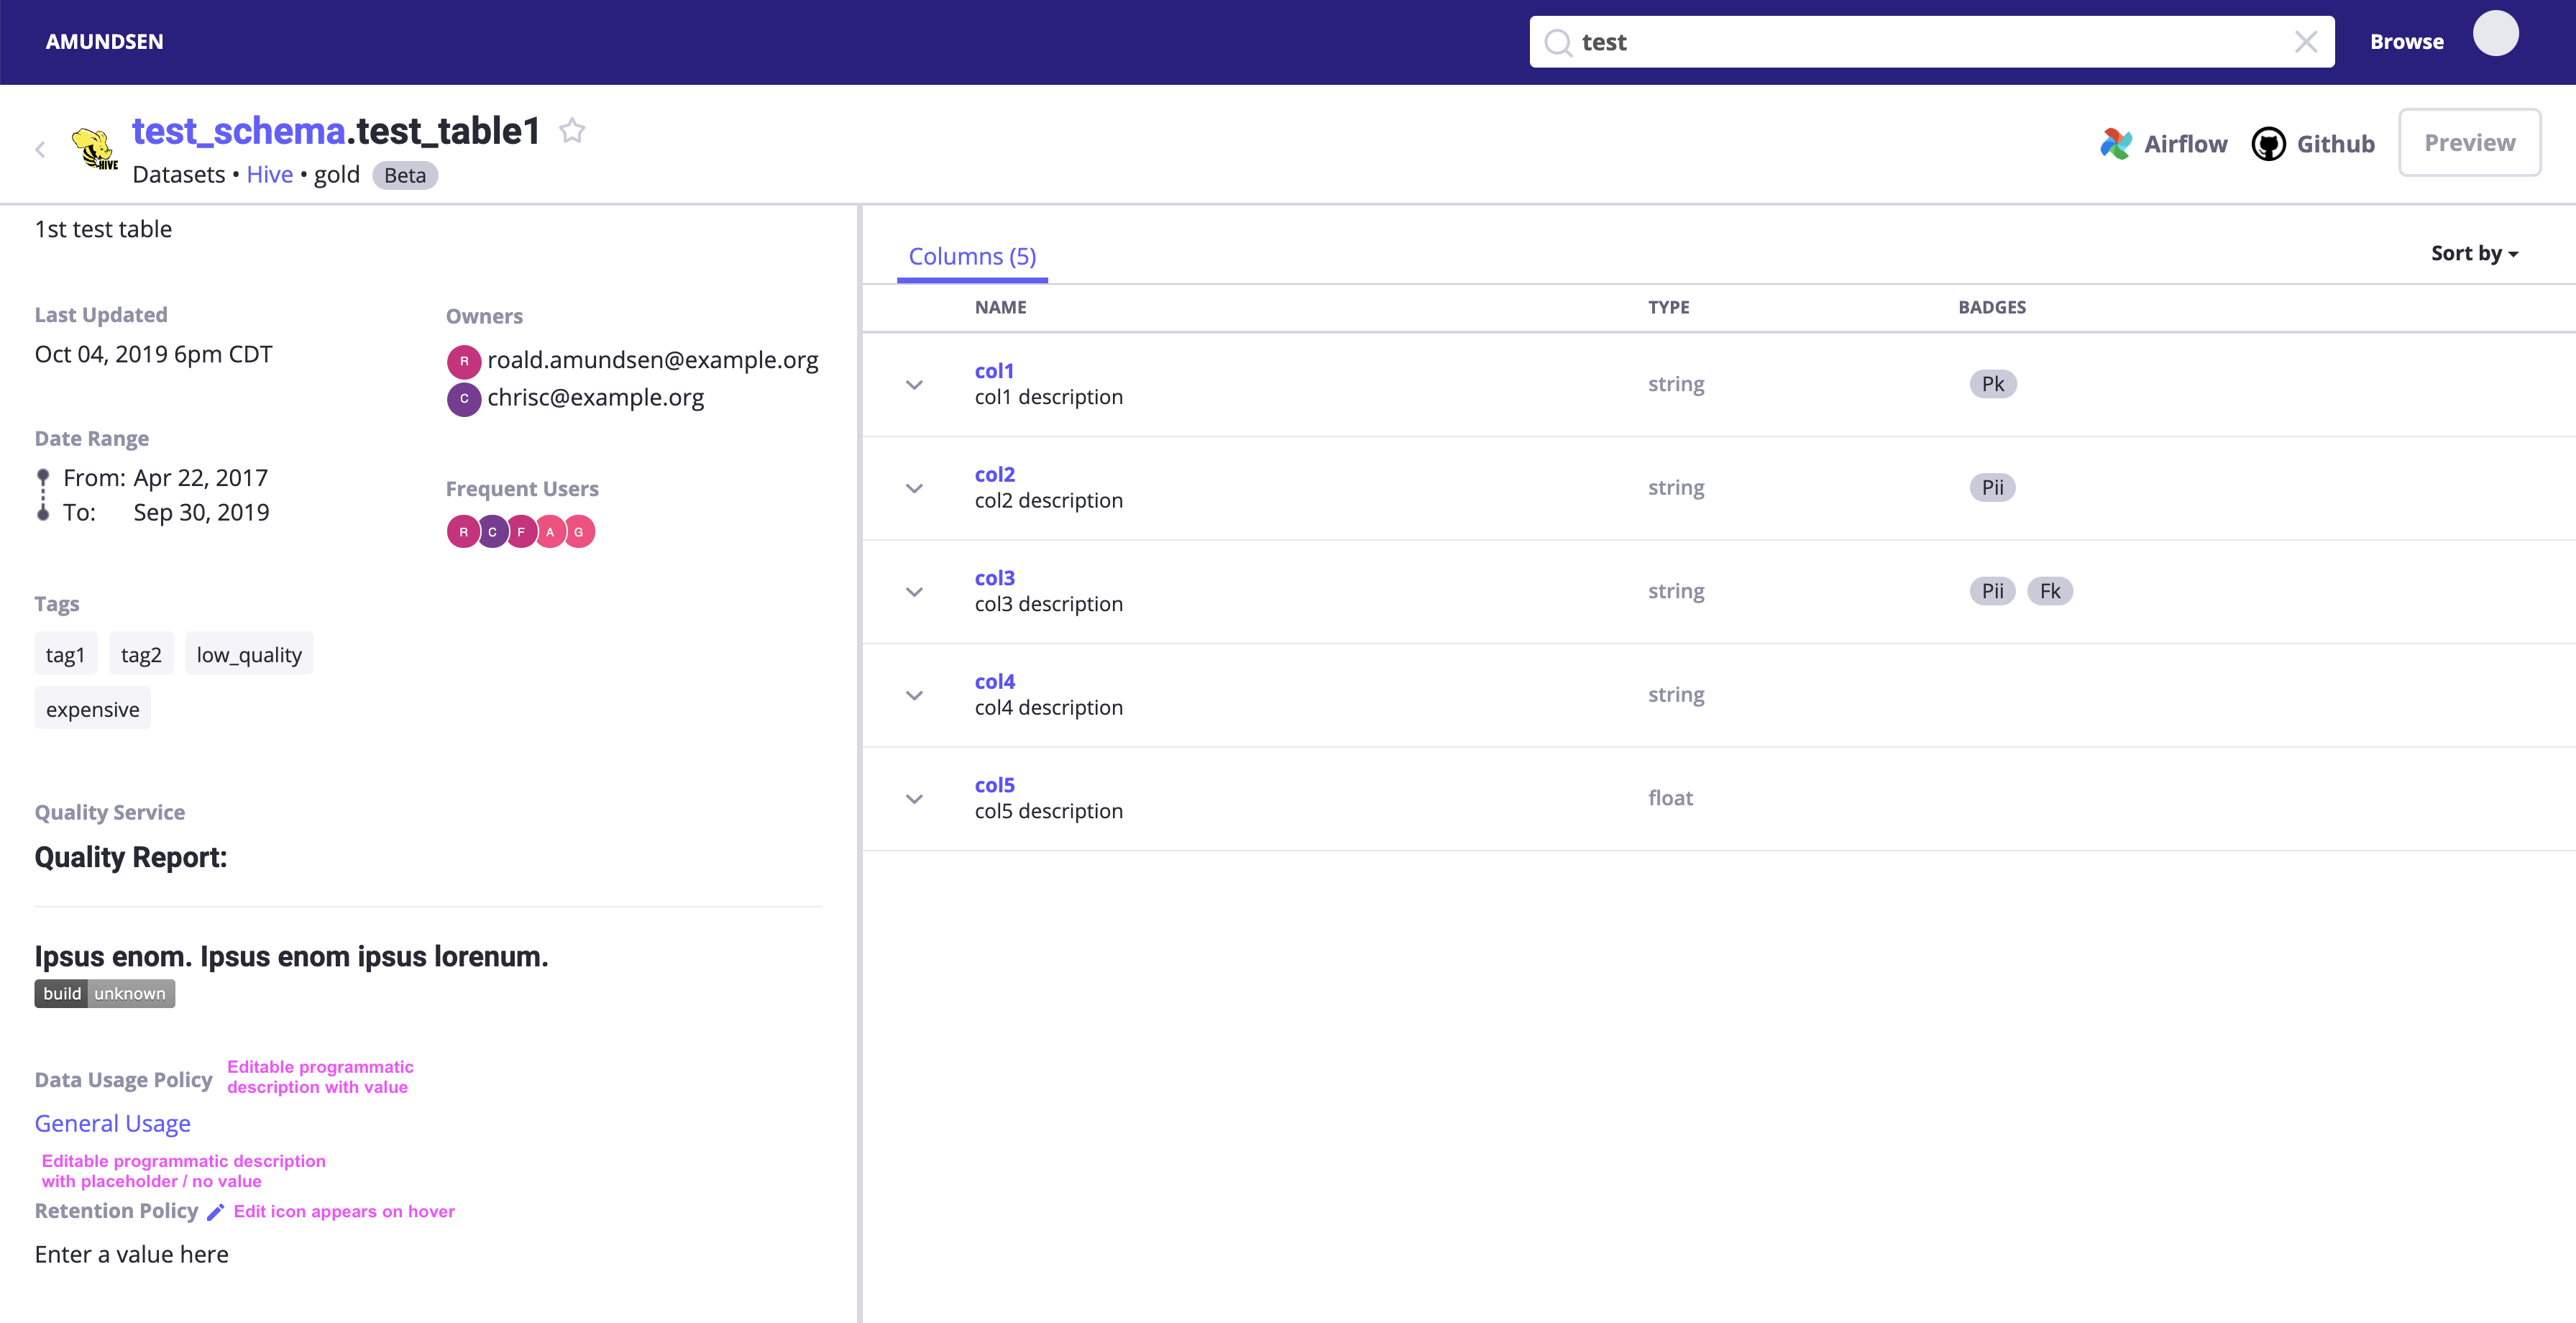 AMUNDSEN
test
Browse
HIVE
test_schema.test_table1
Datasets • Hive • gold Beta
Airflow
Github
Preview
1st test table
Last Updated
Oct 04, 2019 6pm CDT
Date Range
From: Apr 22, 2017
To: Sep 30, 2019
Owners
R roald.amundsen@example.org
C chrisc@example.org
Frequent Users
R C F A G
Tags
tag1 tag2 low_quality
expensive
Quality Service
Quality Report:
Ipsus enom. Ipsus enom ipsus lorenum.
build unknown
Data Usage Policy
Editable programmatic
description with value
General Usage
Editable programmatic description
with placeholder / no value
Retention Policy Edit icon appears on hover
Enter a value here
Columns (5)
Sort by
NAME TYPE BADGES
col1
col1 description
string Pk
col2
col2 description
string Pii
col3
col3 description
string Pii Fk
col4
col4 description
string
col5
col5 description
float